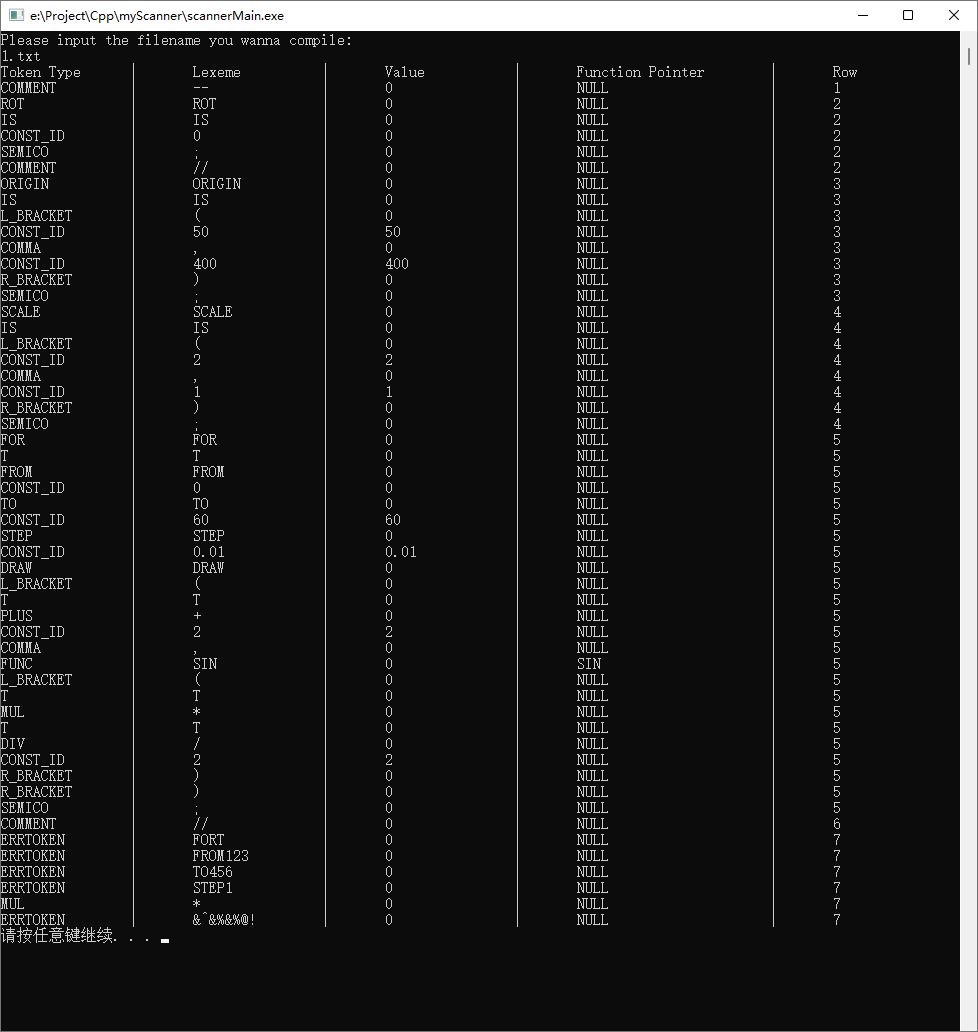 e:\Project\Cpp\myScanner\scannerMain.exe
Please input the filename you wanna compile:
1.txt
Token Type | Lexeme | Value | Function Pointer | Row
COMMENT | -- | 0 | NULL | 1
ROT | ROT | 0 | NULL | 2
IS | IS | 0 | NULL | 2
CONST_ID | 0 | 0 | NULL | 2
SEMICO | ; | 0 | NULL | 2
COMMENT | // | 0 | NULL | 2
ORIGIN | ORIGIN | 0 | NULL | 3
IS | IS | 0 | NULL | 3
L_BRACKET | ( | 0 | NULL | 3
CONST_ID | 50 | 50 | NULL | 3
COMMA | , | 0 | NULL | 3
CONST_ID | 400 | 400 | NULL | 3
R_BRACKET | ) | 0 | NULL | 3
SEMICO | ; | 0 | NULL | 3
SCALE | SCALE | 0 | NULL | 4
IS | IS | 0 | NULL | 4
L_BRACKET | ( | 0 | NULL | 4
CONST_ID | 2 | 2 | NULL | 4
COMMA | , | 0 | NULL | 4
CONST_ID | 1 | 1 | NULL | 4
R_BRACKET | ) | 0 | NULL | 4
SEMICO | ; | 0 | NULL | 4
FOR | FOR | 0 | NULL | 5
T | T | 0 | NULL | 5
FROM | FROM | 0 | NULL | 5
CONST_ID | 0 | 0 | NULL | 5
TO | TO | 0 | NULL | 5
CONST_ID | 60 | 60 | NULL | 5
STEP | STEP | 0 | NULL | 5
CONST_ID | 0.01 | 0.01 | NULL | 5
DRAW | DRAW | 0 | NULL | 5
L_BRACKET | ( | 0 | NULL | 5
T | T | 0 | NULL | 5
PLUS | + | 0 | NULL | 5
CONST_ID | 2 | 2 | NULL | 5
COMMA | , | 0 | NULL | 5
FUNC | SIN | 0 | SIN | 5
L_BRACKET | ( | 0 | NULL | 5
T | T | 0 | NULL | 5
MUL | * | 0 | NULL | 5
T | T | 0 | NULL | 5
DIV | / | 0 | NULL | 5
CONST_ID | 2 | 2 | NULL | 5
R_BRACKET | ) | 0 | NULL | 5
R_BRACKET | ) | 0 | NULL | 5
SEMICO | ; | 0 | NULL | 5
COMMENT | // | 0 | NULL | 6
ERRTOKEN | FORT | 0 | NULL | 7
ERRTOKEN | FROM123 | 0 | NULL | 7
ERRTOKEN | TO456 | 0 | NULL | 7
ERRTOKEN | STEP1 | 0 | NULL | 7
MUL | * | 0 | NULL | 7
ERRTOKEN | &^&%&%@! | 0 | NULL | 7
请按任意键继续. . .